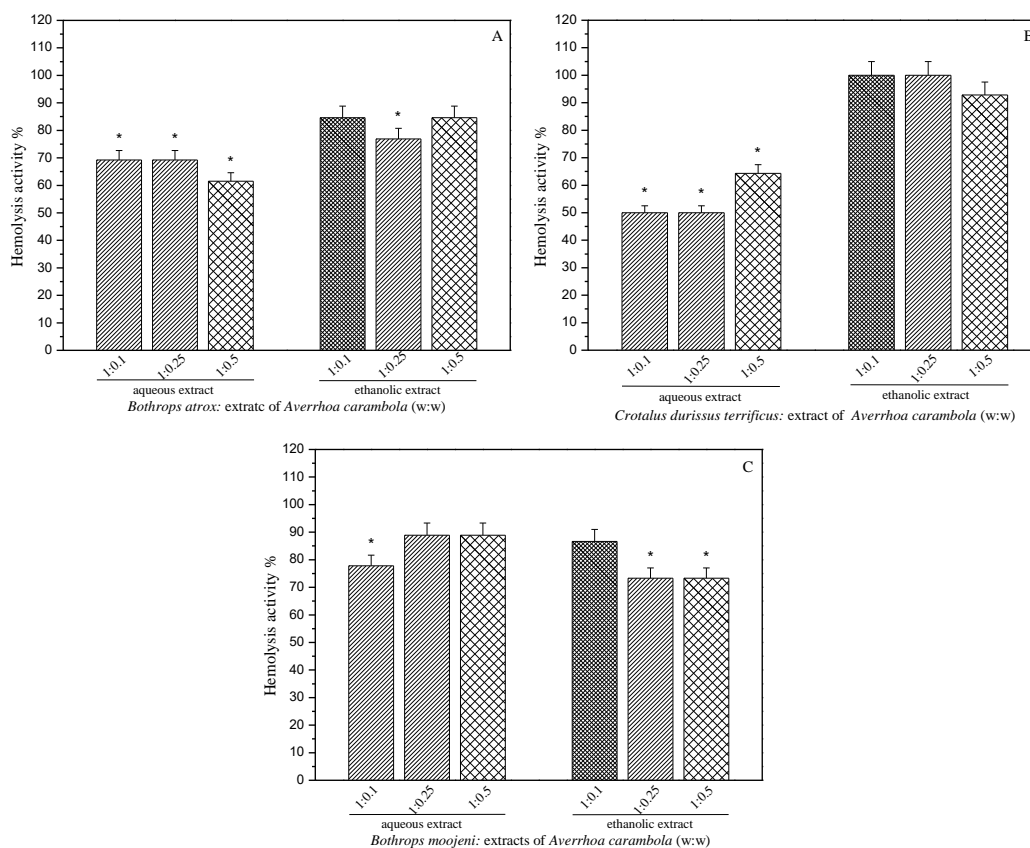 A
Hemolysis activity %
120
110
100
90
80
70
60
50
40
30
20
10
0
* * * *
1:0.1 1:0.25 1:0.5 1:0.1 1:0.25 1:0.5
aqueous extract ethanolic extract
Bothrops atrox: extratc of Averrhoa carambola (w:w)
B
Hemolysis activity %
120
110
100
90
80
70
60
50
40
30
20
10
0
* * *
1:0.1 1:0.25 1:0.5 1:0.1 1:0.25 1:0.5
aqueous extract ethanolic extract
Crotalus durissus terrificus: extract of Averrhoa carambola (w:w)
C
Hemolysis activity %
120
110
100
90
80
70
60
50
40
30
20
10
0
* * *
1:0.1 1:0.25 1:0.5 1:0.1 1:0.25 1:0.5
aqueous extract ethanolic extract
Bothrops moojeni: extracts of Averrhoa carambola (w:w)